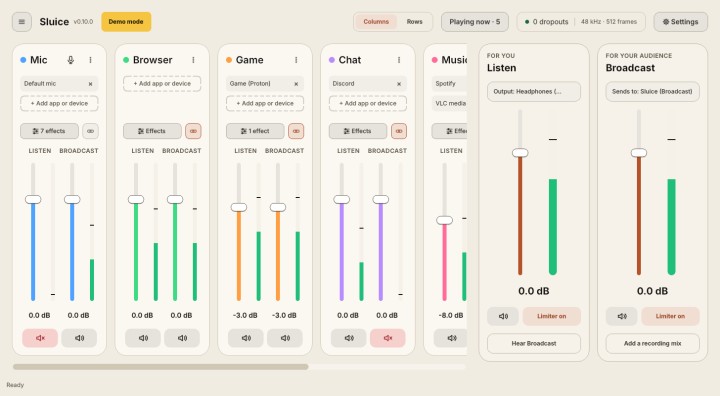 Sluice v0.10.0 Demo mode Columns Rows Playing now · 5 0 dropouts 48 kHz · 512 frames Settings
Mic
Default mic ×
+ Add app or device
7 effects
LISTEN BROADCAST
0.0 dB 0.0 dB
Browser
+ Add app or device
Effects
LISTEN BROADCAST
0.0 dB 0.0 dB
Game
Game (Proton) ×
+ Add app or device
1 effect
LISTEN BROADCAST
-3.0 dB -3.0 dB
Chat
Discord ×
+ Add app or device
Effects
LISTEN BROADCAST
0.0 dB 0.0 dB
Music
Spotify
VLC media
Effe
LISTEN
-8.0 dB
FOR YOU
Listen
Output: Headphones (...
0.0 dB
Limiter on
Hear Broadcast
FOR YOUR AUDIENCE
Broadcast
Sends to: Sluice (Broadcast)
0.0 dB
Limiter on
Add a recording mix
Ready